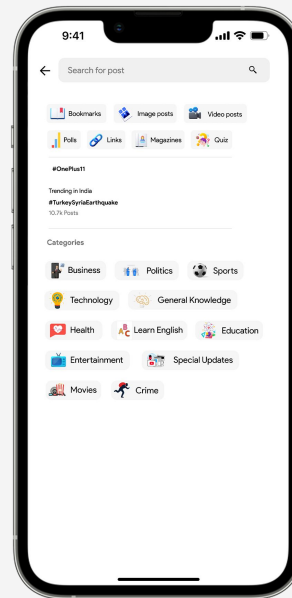 9:41
Search for post
Bookmarks Image posts Video posts
Polls Links Magazines Quiz
#OnePlus11
Trending in India
#TurkeySyriaEarthquake
10.7k Posts
Categories
Business Politics Sports
Technology General Knowledge
Health Learn English Education
Entertainment Special Updates
Movies Crime